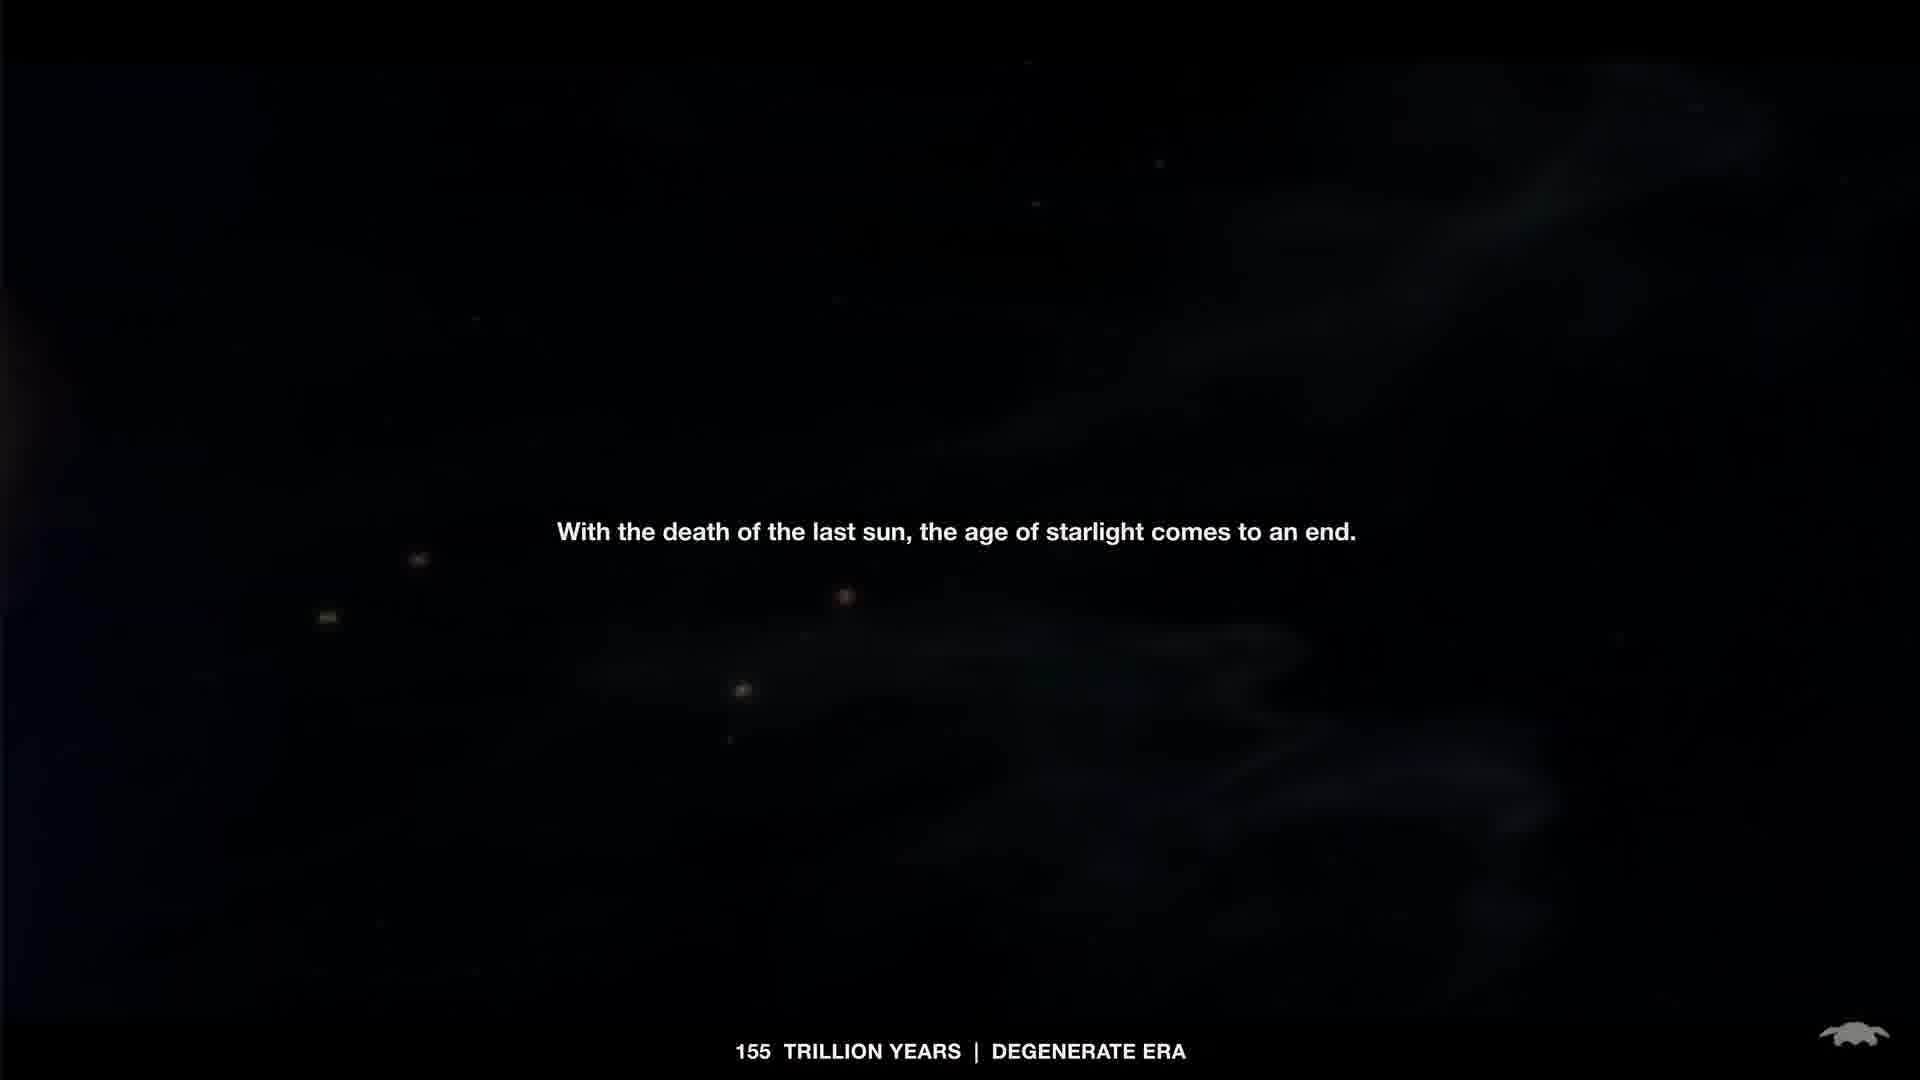 With the death of the last sun, the age of starlight comes to an end.
155 TRILLION YEARS | DEGENERATE ERA